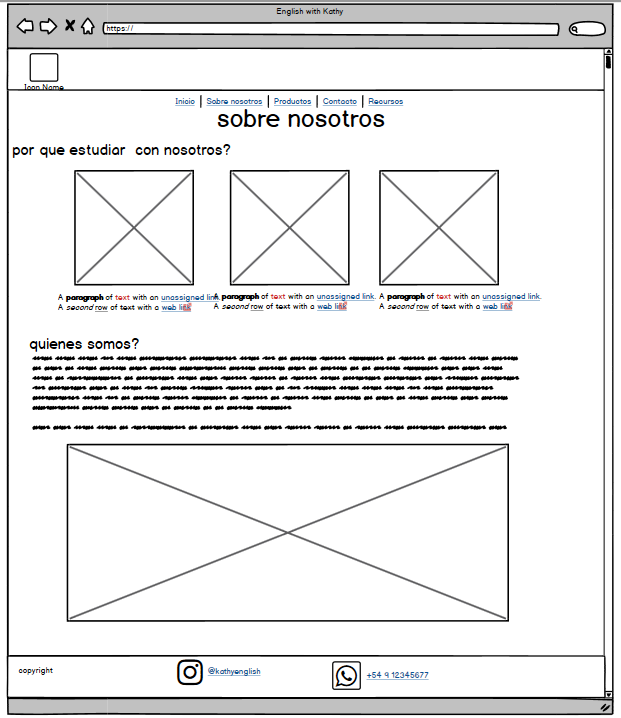 English with Kathy
https://
Icon Name
Inicio | Sobre nosotros | Productos | Contacto | Recursos
sobre nosotros
por que estudiar con nosotros?
A paragraph of text with an unassigned link.
A second row of text with a web link
A paragraph of text with an unassigned link.
A second row of text with a web link
A paragraph of text with an unassigned link.
A second row of text with a web link
quienes somos?
copyright
@kathyenglish
+54 9 12345677